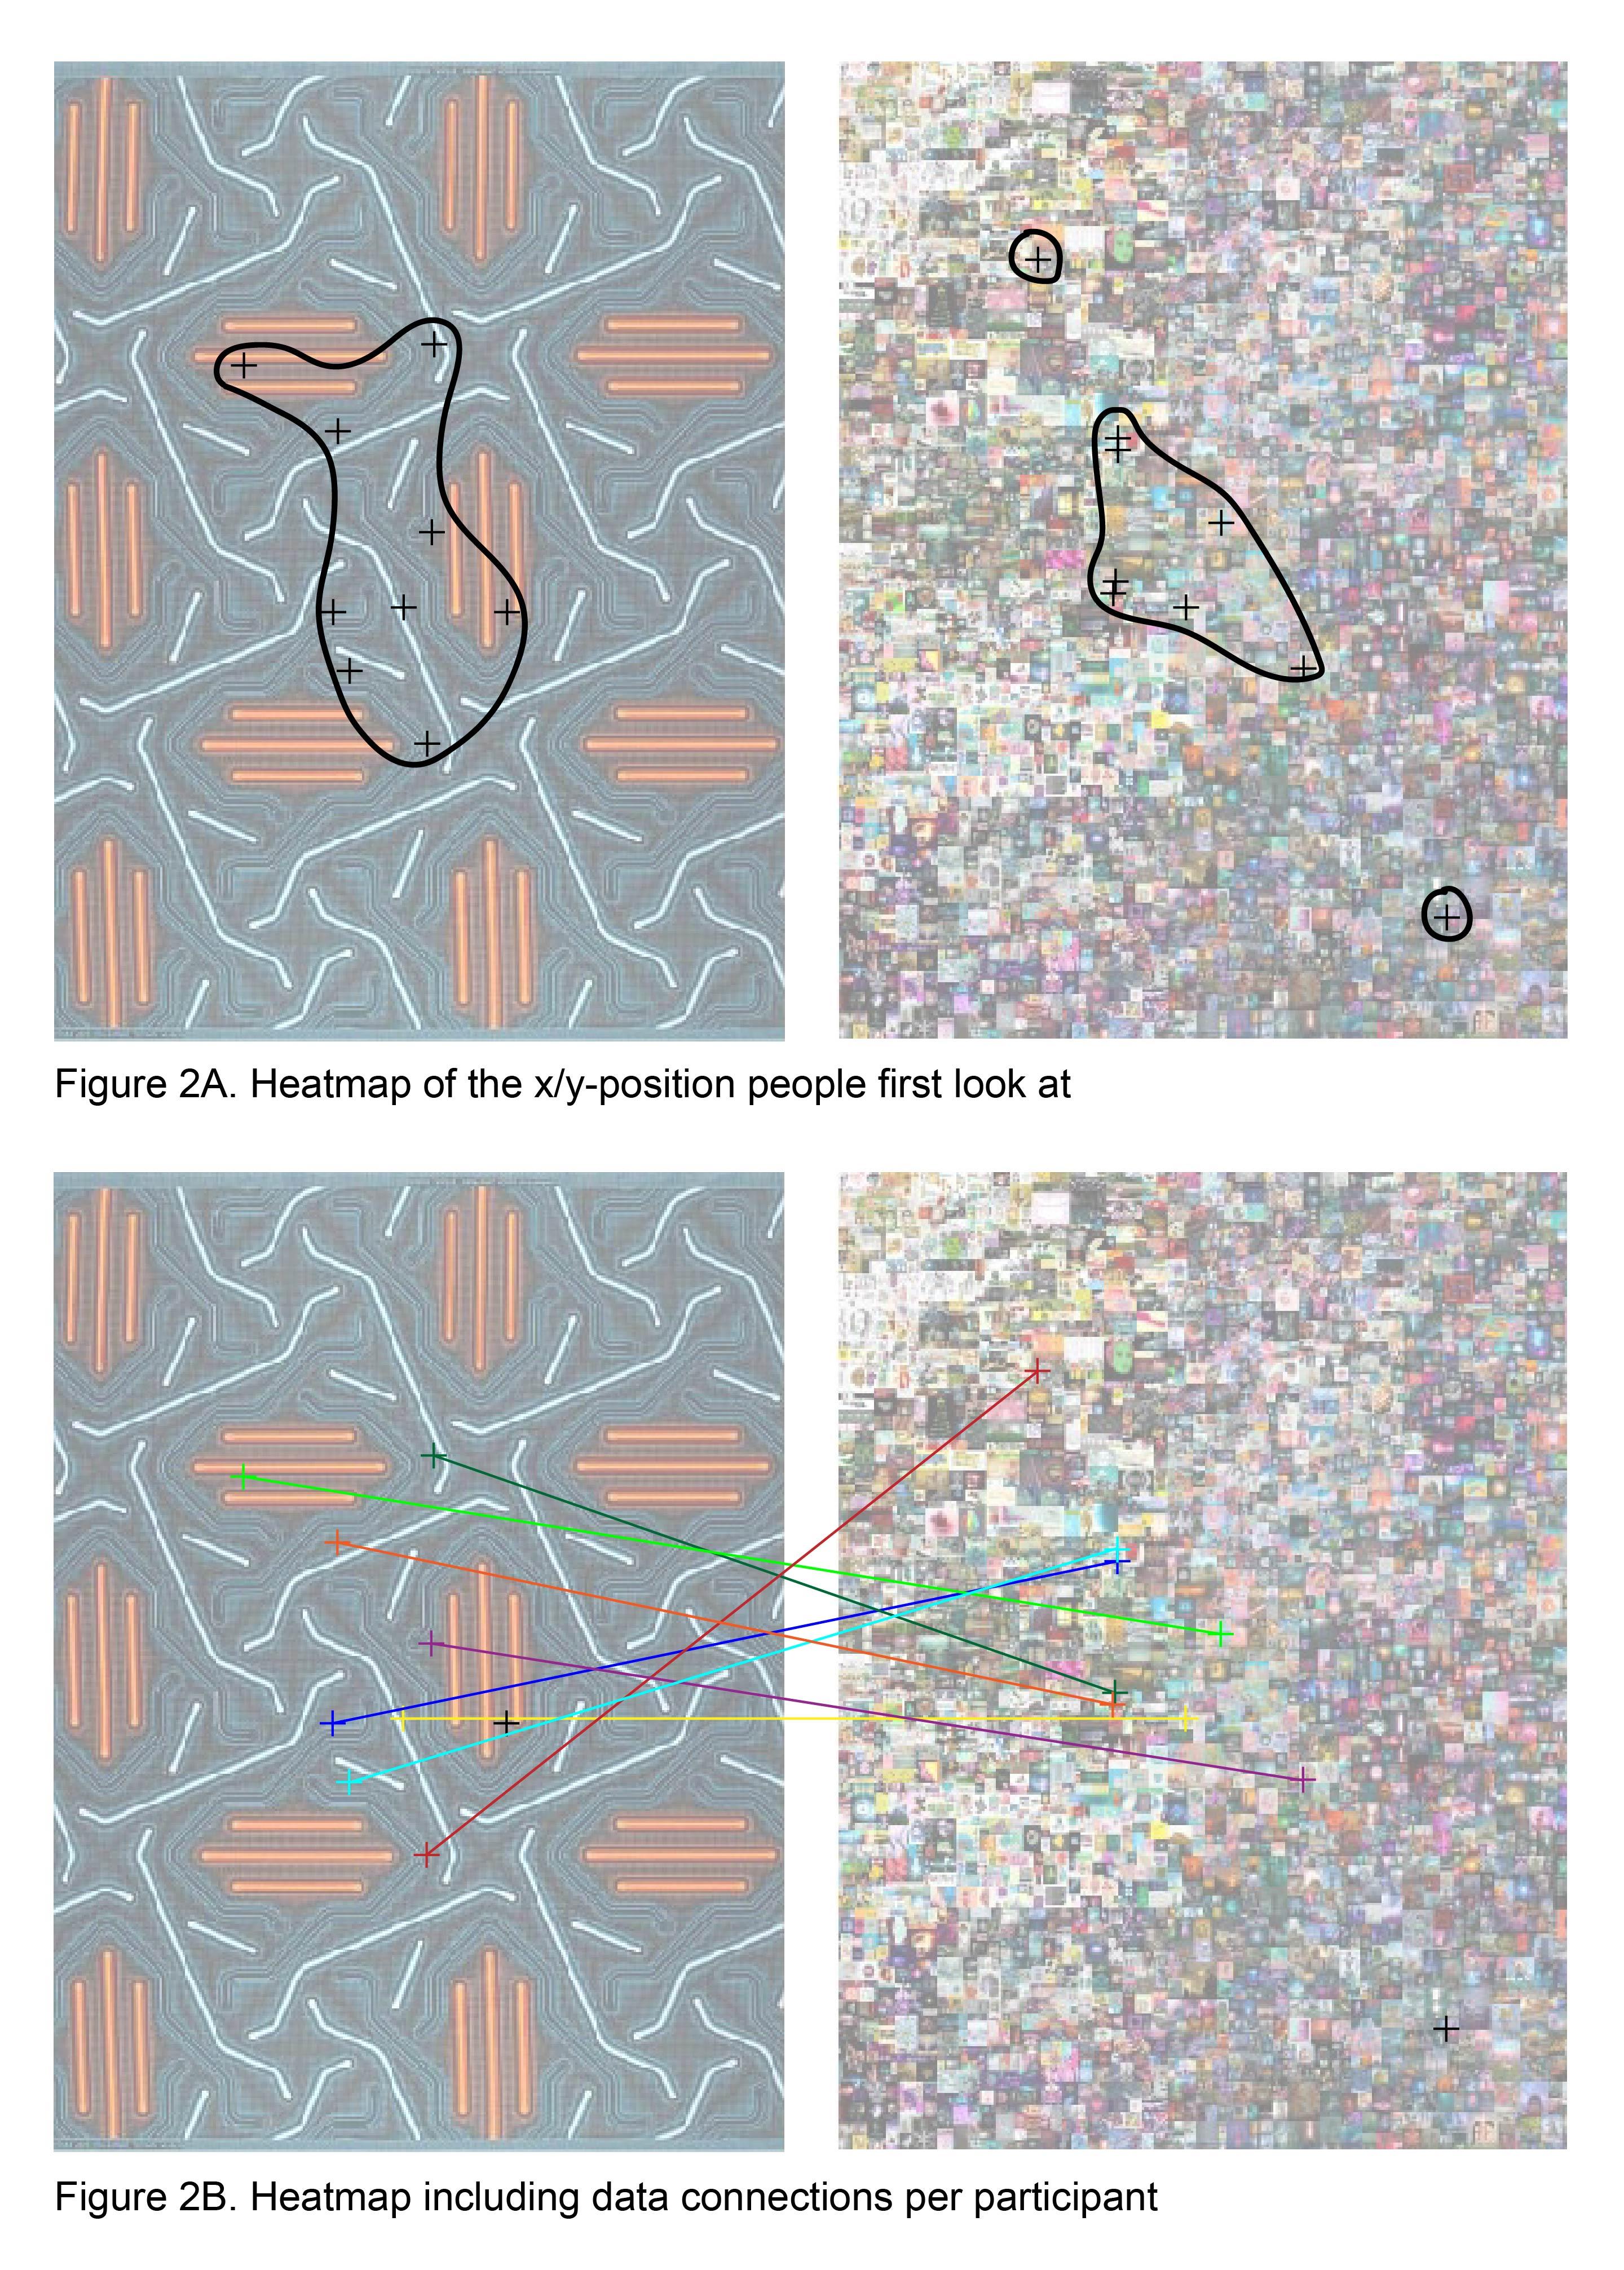 Figure 2A. Heatmap of the x/y-position people first look at
Figure 2B. Heatmap including data connections per participant